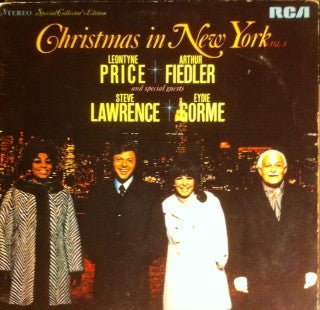 STEREO Special Collector's Edition RCA
Christmas in New York Vol. 3
LEONTYNE ARTHUR
PRICE FIEDLER
and special guests
STEVE EYDIE
LAWRENCE GORME